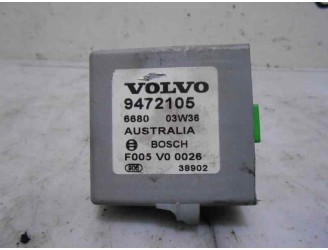 VOLVO
9472105
6680 03W36
AUSTRALIA
BOSCH
F005 V0 0026
38902